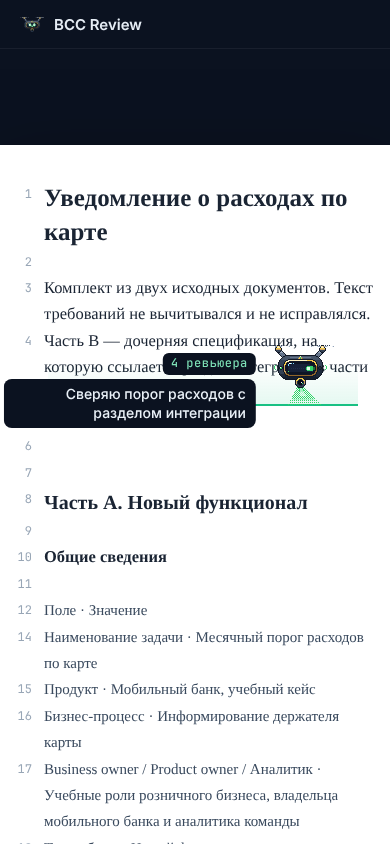 BCC Review
1 Уведомление о расходах по
карте
2
3 Комплект из двух исходных документов. Текст
требований не вычитывался и не исправлялся.
4 Часть B — дочерняя спецификация, на
4 ревьюера
которую ссылает части
Сверяю порог расходов с
разделом интеграции
6
7
8 Часть А. Новый функционал
9
10 Общие сведения
11
12 Поле · Значение
14 Наименование задачи · Месячный порог расходов
по карте
15 Продукт · Мобильный банк, учебный кейс
16 Бизнес-процесс · Информирование держателя
карты
17 Business owner / Product owner / Аналитик ·
Учебные роли розничного бизнеса, владельца
мобильного банка и аналитика команды